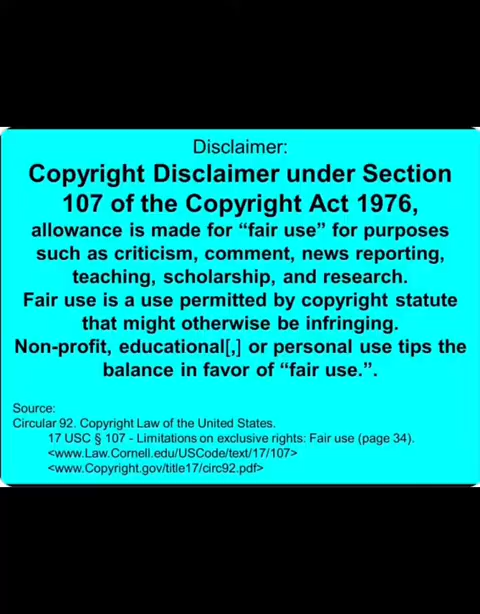 Disclaimer:
Copyright Disclaimer under Section
107 of the Copyright Act 1976,
allowance is made for “fair use” for purposes
such as criticism, comment, news reporting,
teaching, scholarship, and research.
Fair use is a use permitted by copyright statute
that might otherwise be infringing.
Non-profit, educational[,] or personal use tips the
balance in favor of “fair use.”.
Source:
Circular 92. Copyright Law of the United States.
17 USC § 107 - Limitations on exclusive rights: Fair use (page 34).
<www.Law.Cornell.edu/USCode/text/17/107>
<www.Copyright.gov/title17/circ92.pdf>